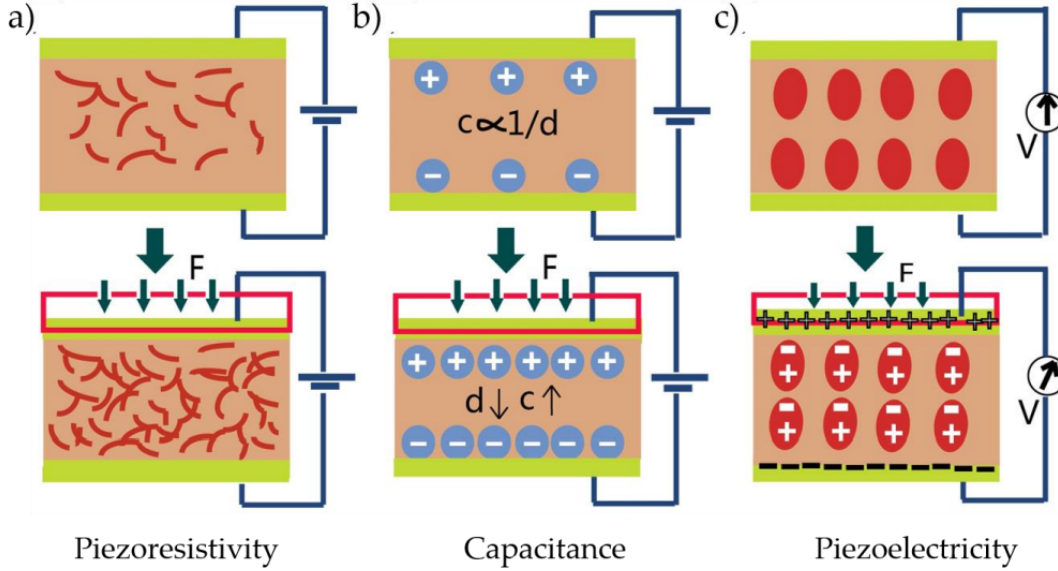 a)
b)
c)
+ + +
c∝1/d
− − −
V
F
F
F
+ + + + + +
d↓ c↑
− − − − − −
V
Piezoresistivity
Capacitance
Piezoelectricity